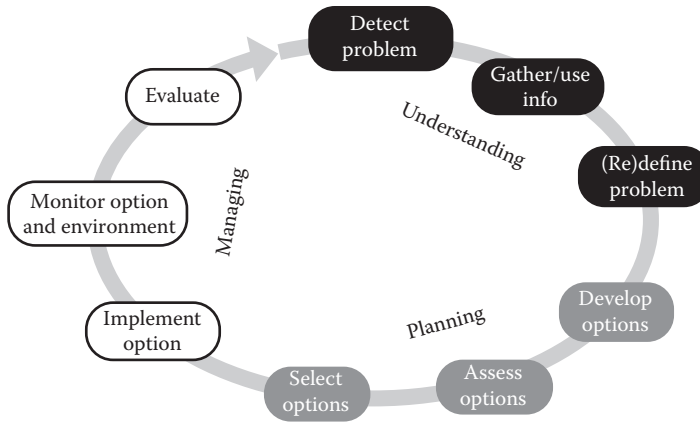 Detect
problem
Gather/use
info
(Re)define
problem
Understanding
Develop
options
Assess
options
Select
options
Planning
Implement
option
Monitor option
and environment
Evaluate
Managing